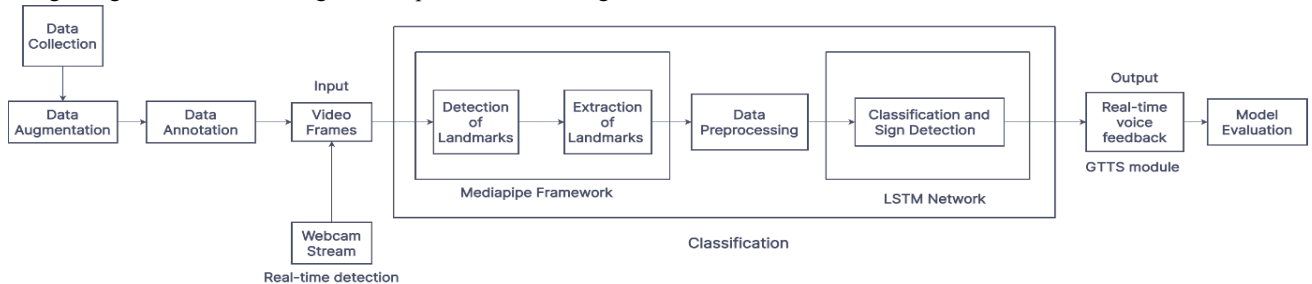 Data
Collection
Data
Augmentation
Data
Annotation
Input
Video
Frames
Webcam
Stream
Real-time detection
Detection
of
Landmarks
Extraction
of
Landmarks
Mediapipe Framework
Data
Preprocessing
Classification and
Sign Detection
LSTM Network
Classification
Output
Real-time
voice
feedback
GTTS module
Model
Evaluation